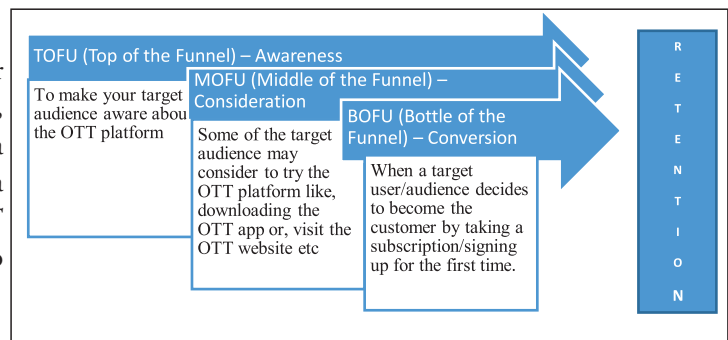 TOFU (Top of the Funnel) – Awareness
To make your target
audience aware abou
the OTT platform
MOFU (Middle of the Funnel) –
Consideration
Some of the target
audience may
consider to try the
OTT platform like,
downloading the
OTT app or, visit the
OTT website etc
BOFU (Bottle of the
Funnel) – Conversion
When a target
user/audience decides
to become the
customer by taking a
subscription/signing
up for the first time.
R
E
T
E
N
T
I
O
N